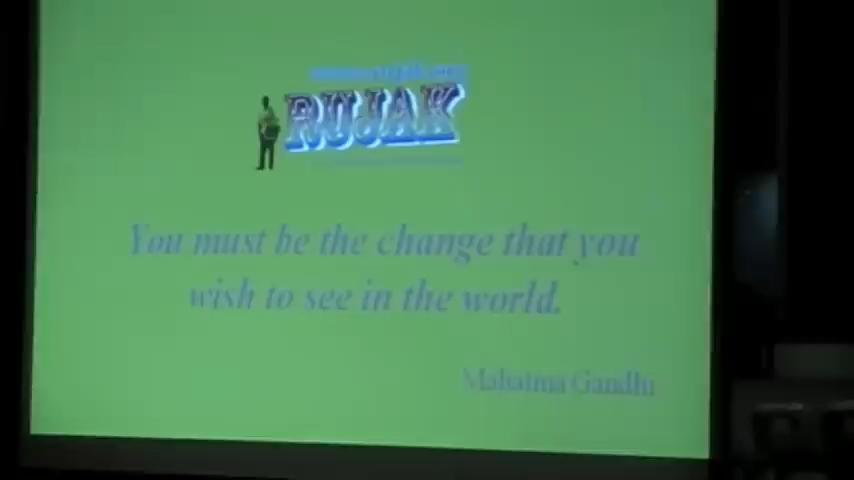 RUJAK
You must be the change that you
wish to see in the world.
Mahatma Gandhi